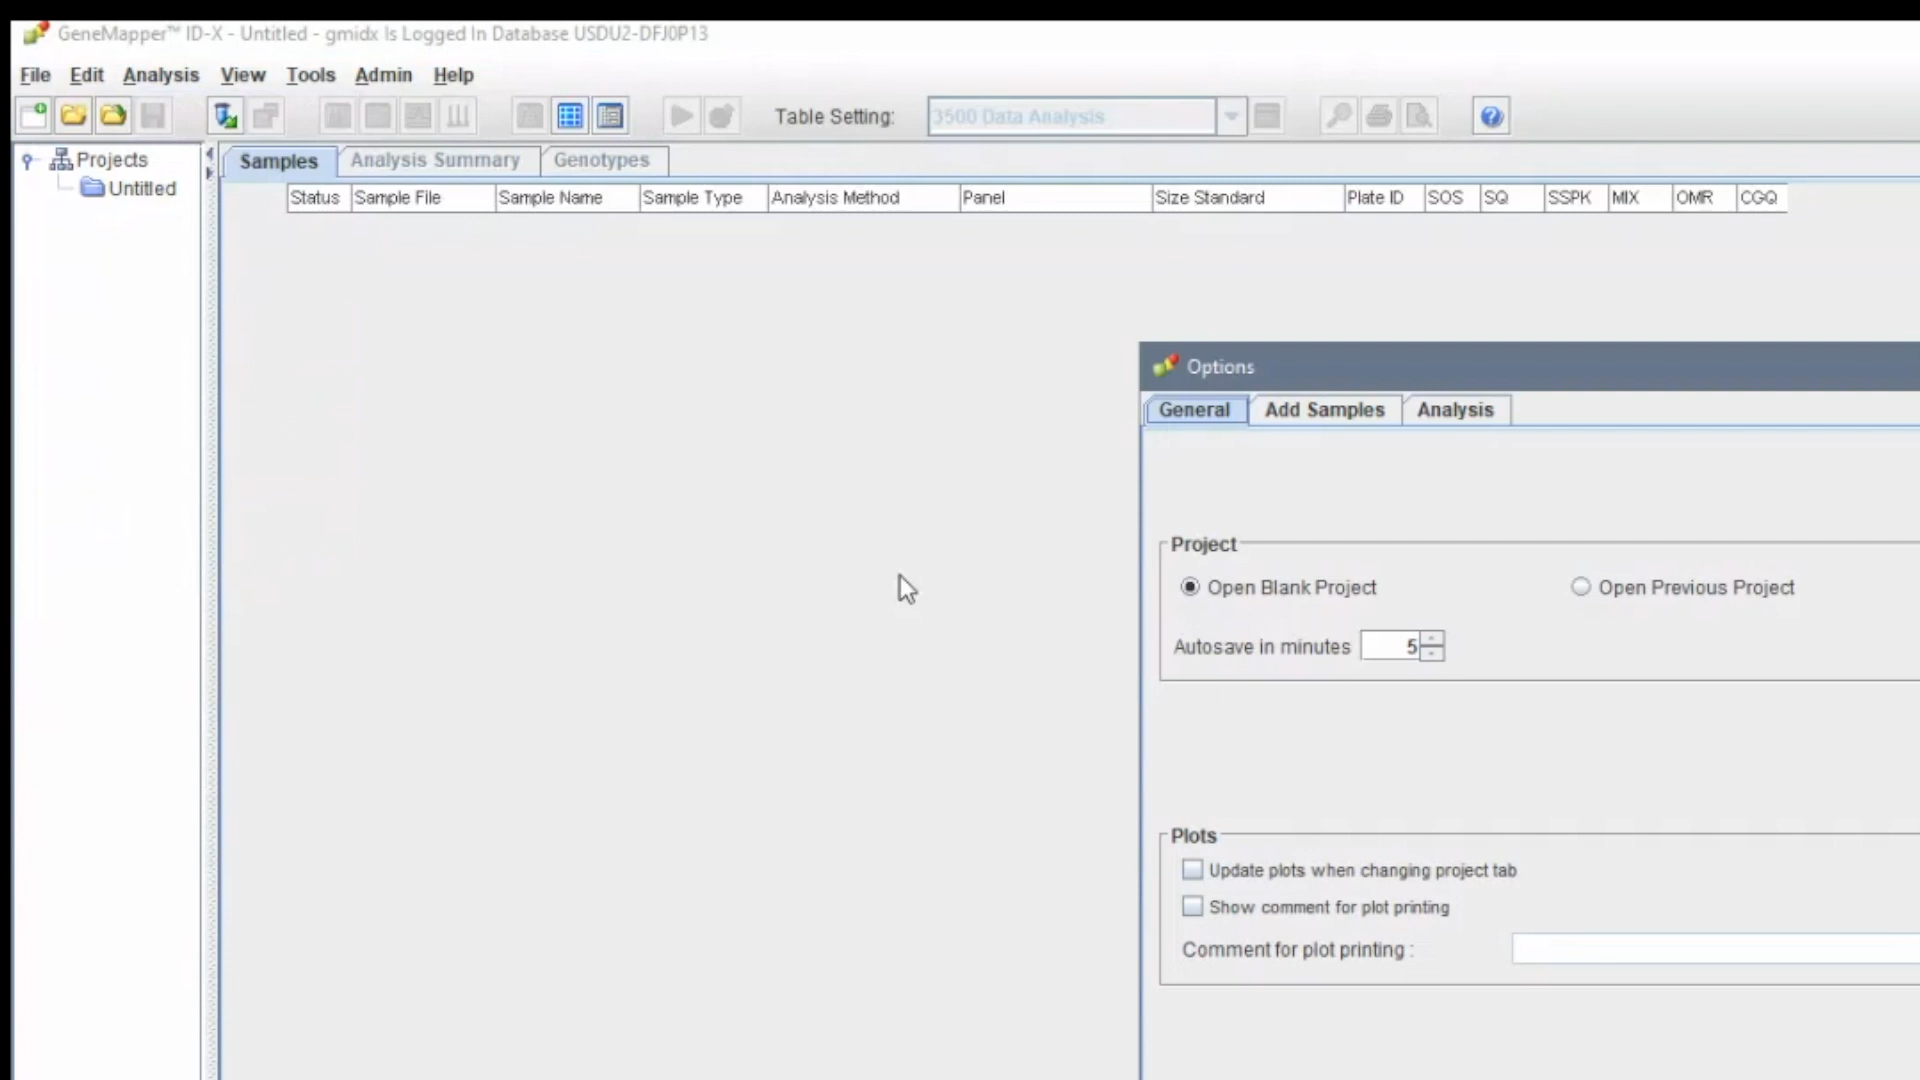 GeneMapper™ ID-X - Untitled - gmidx Is Logged In Database USDU2-DFJ0P13
File Edit Analysis View Tools Admin Help
Table Setting: 3500 Data Analysis
Projects
Untitled
Samples Analysis Summary Genotypes
Status Sample File Sample Name Sample Type Analysis Method Panel Size Standard Plate ID SOS SQ SSPK MIX OMR CGQ
Options
General Add Samples Analysis
Project
Open Blank Project Open Previous Project
Autosave in minutes 5
Plots
Update plots when changing project tab
Show comment for plot printing
Comment for plot printing :